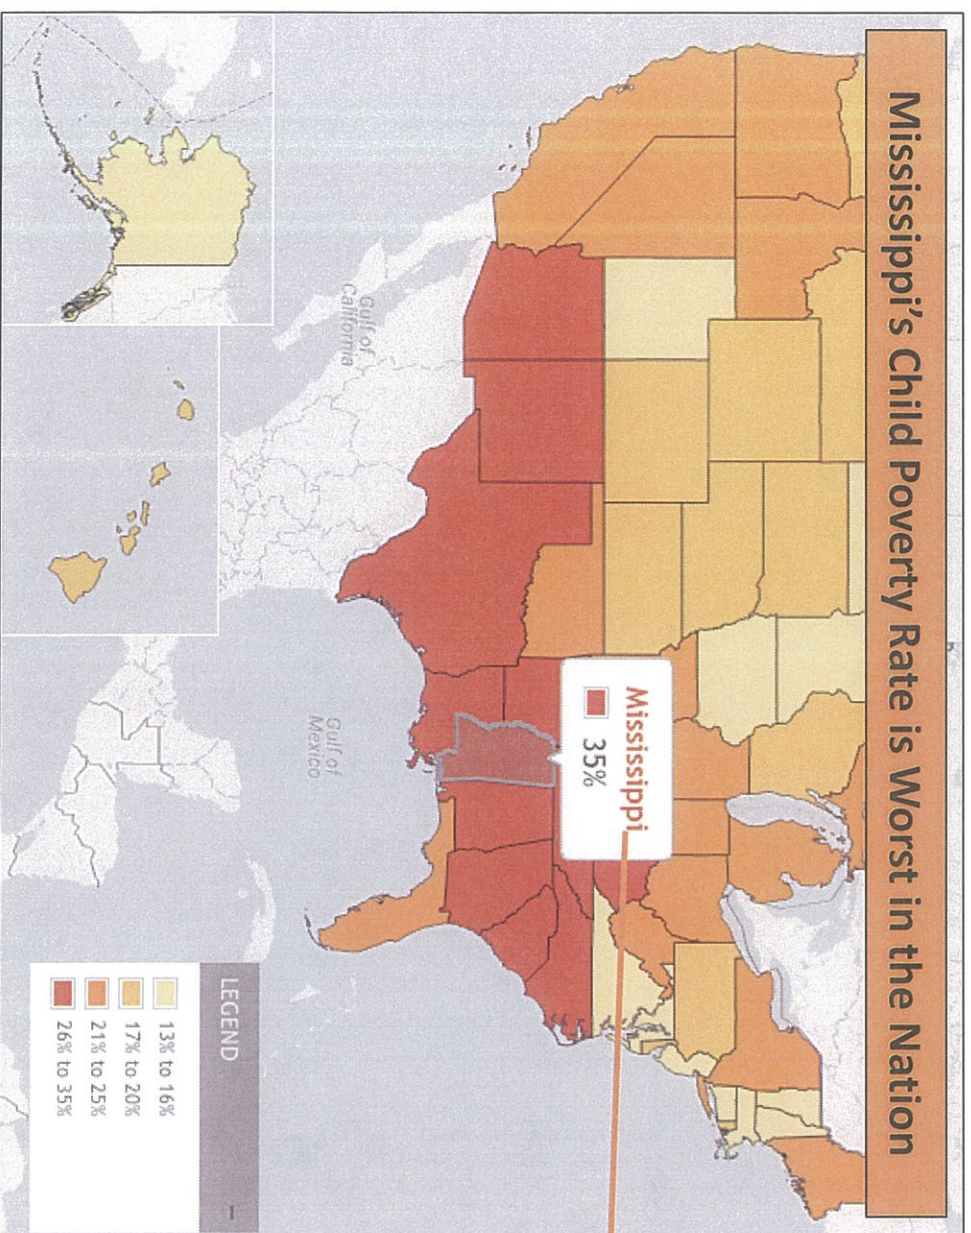 Mississippi's Child Poverty Rate is Worst in the Nation
Mississippi
35%
Gulf of
California
Gulf of
Mexico
LEGEND
13% to 16%
17% to 20%
21% to 25%
26% to 35%